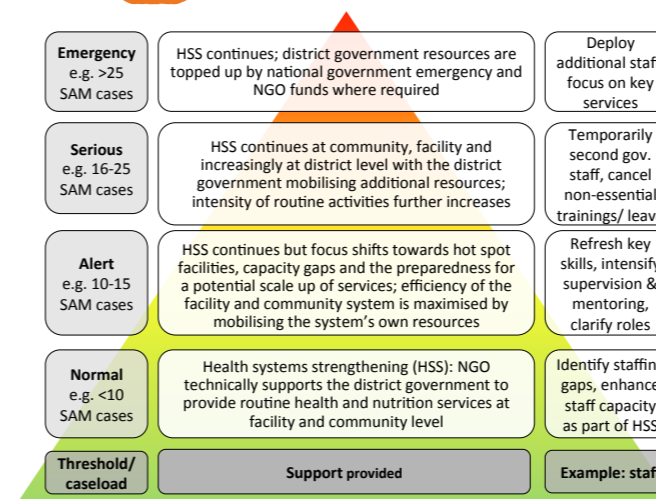 Emergency
e.g. >25
SAM cases
HSS continues; district government resources are
topped up by national government emergency and
NGO funds where required
Deploy
additional staff
focus on key
services
Serious
e.g. 16-25
SAM cases
HSS continues at community, facility and
increasingly at district level with the district
government mobilising additional resources;
intensity of routine activities further increases
Temporarily
second gov.
staff, cancel
non-essential
trainings/ leave
Alert
e.g. 10-15
SAM cases
HSS continues but focus shifts towards hot spot
facilities, capacity gaps and the preparedness for
a potential scale up of services; efficiency of the
facility and community system is maximised by
mobilising the system's own resources
Refresh key
skills, intensify
supervision &
mentoring,
clarify roles
Normal
e.g. <10
SAM cases
Health systems strengthening (HSS): NGO
technically supports the district government to
provide routine health and nutrition services at
facility and community level
Identify staffin
gaps, enhance
staff capacity
as part of HSS
Threshold/
caseload
Support provided
Example: staff